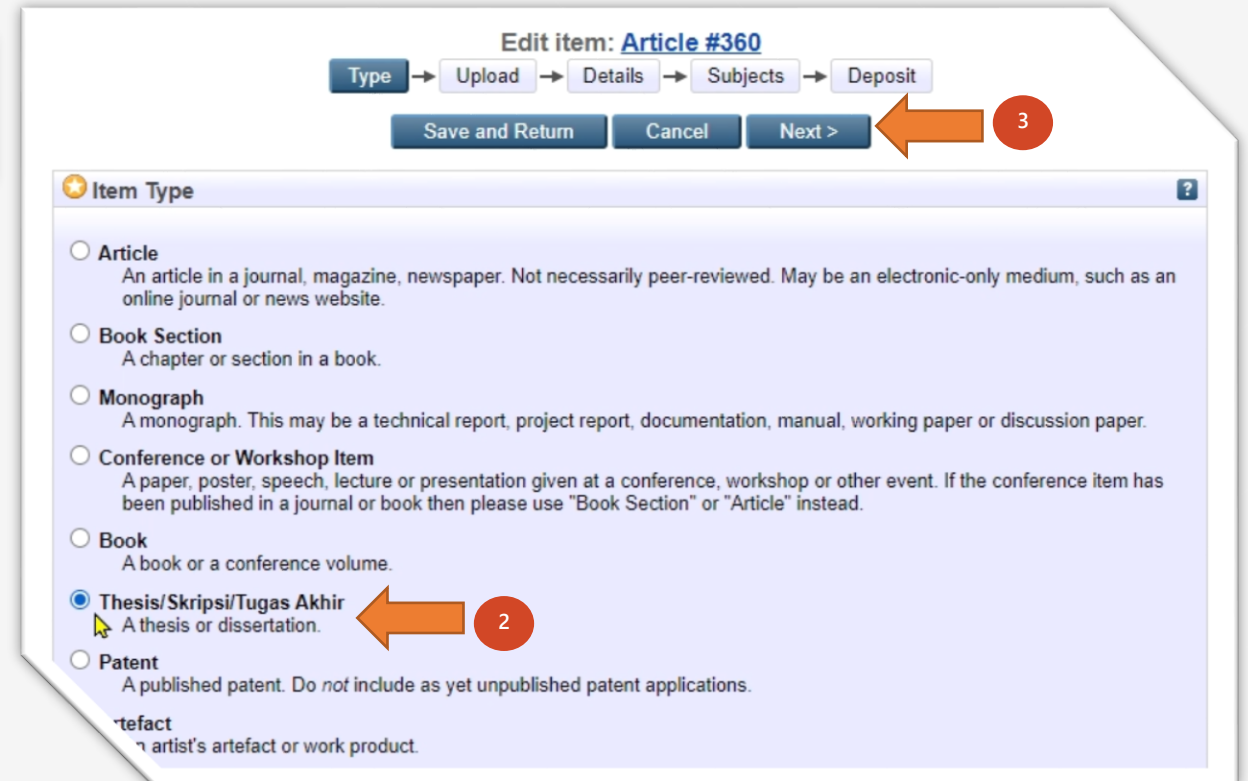 Edit item: Article #360
Type → Upload → Details → Subjects → Deposit
Save and Return Cancel Next > 3
Item Type ?
Article
An article in a journal, magazine, newspaper. Not necessarily peer-reviewed. May be an electronic-only medium, such as an
online journal or news website.
Book Section
A chapter or section in a book.
Monograph
A monograph. This may be a technical report, project report, documentation, manual, working paper or discussion paper.
Conference or Workshop Item
A paper, poster, speech, lecture or presentation given at a conference, workshop or other event. If the conference item has
been published in a journal or book then please use "Book Section" or "Article" instead.
Book
A book or a conference volume.
Thesis/Skripsi/Tugas Akhir
A thesis or dissertation. 2
Patent
A published patent. Do not include as yet unpublished patent applications.
rtefact
n artist's artefact or work product.